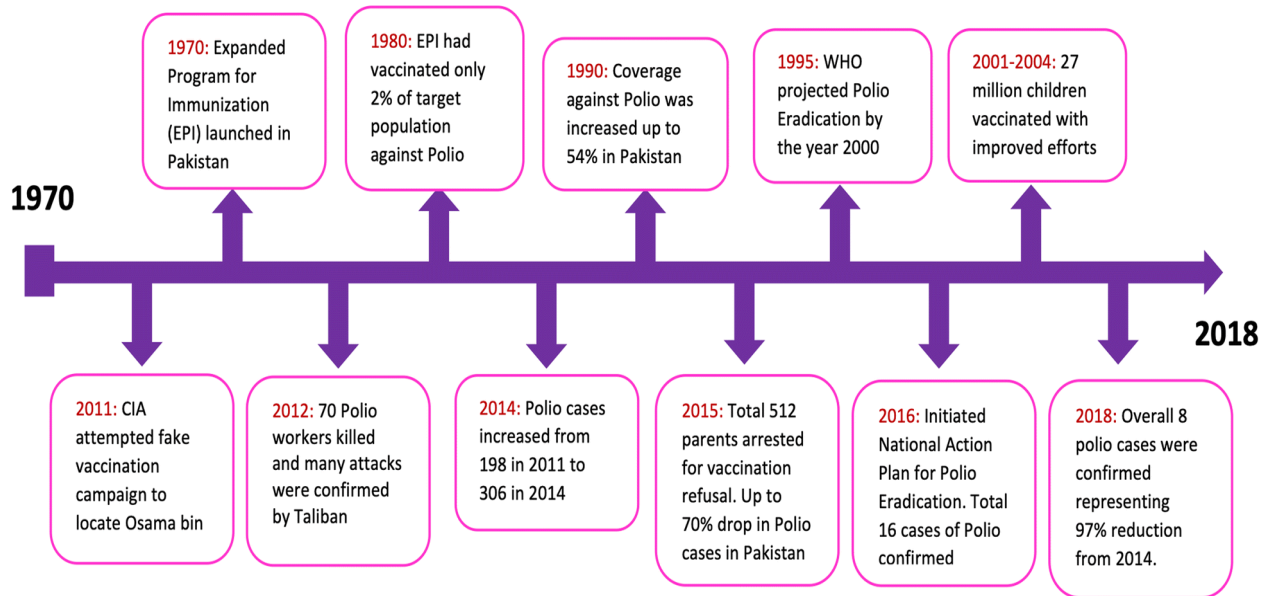 1970: Expanded
Program for
Immunization
(EPI) launched in
Pakistan
1980: EPI had
vaccinated only
2% of target
population
against Polio
1990: Coverage
against Polio was
increased up to
54% in Pakistan
1995: WHO
projected Polio
Eradication by
the year 2000
2001-2004: 27
million children
vaccinated with
improved efforts
1970
2018
2011: CIA
attempted fake
vaccination
campaign to
locate Osama bin
2012: 70 Polio
workers killed
and many attacks
were confirmed
by Taliban
2014: Polio cases
increased from
198 in 2011 to
306 in 2014
2015: Total 512
parents arrested
for vaccination
refusal. Up to
70% drop in Polio
cases in Pakistan
2016: Initiated
National Action
Plan for Polio
Eradication. Total
16 cases of Polio
confirmed
2018: Overall 8
polio cases were
confirmed
representing
97% reduction
from 2014.